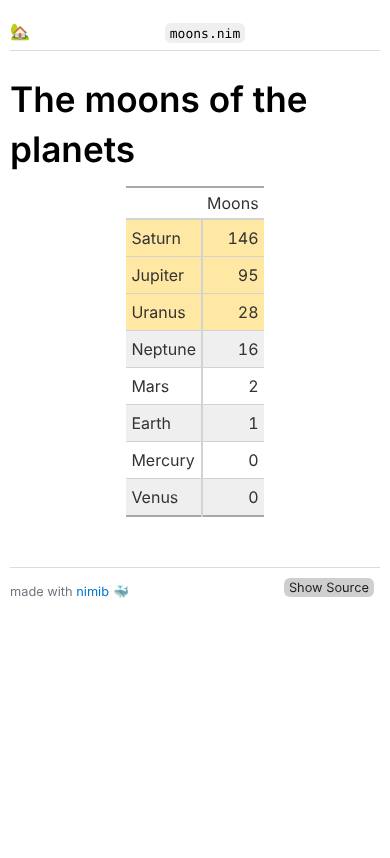 moons.nim
The moons of the
planets
Moons
Saturn 146
Jupiter 95
Uranus 28
Neptune 16
Mars 2
Earth 1
Mercury 0
Venus 0
made with nimib 🐳 Show Source